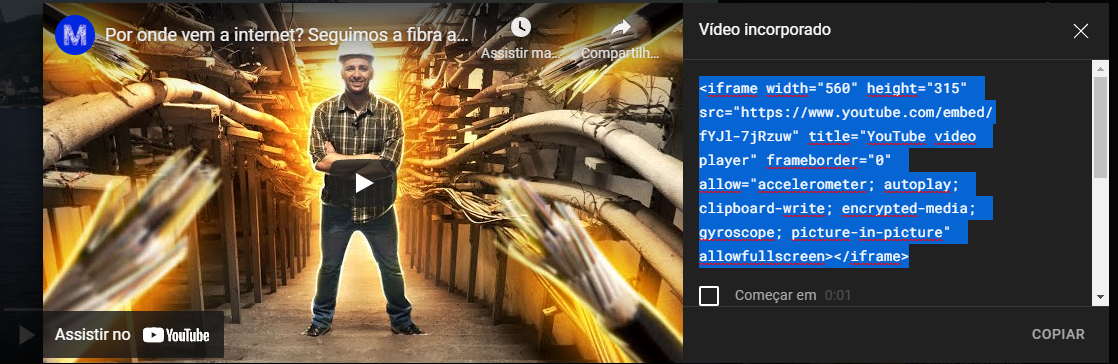 M
Por onde vem a internet? Seguimos a fibra a...
Assistir ma...
Compartilh...
Assistir no YouTube
Vídeo incorporado
<iframe width="560" height="315"
src="https://www.youtube.com/embed/
fYJl-7jRzuw" title="YouTube video
player" frameborder="0"
allow="accelerometer; autoplay;
clipboard-write; encrypted-media;
gyroscope; picture-in-picture"
allowfullscreen></iframe>
Começar em 0:01
COPIAR